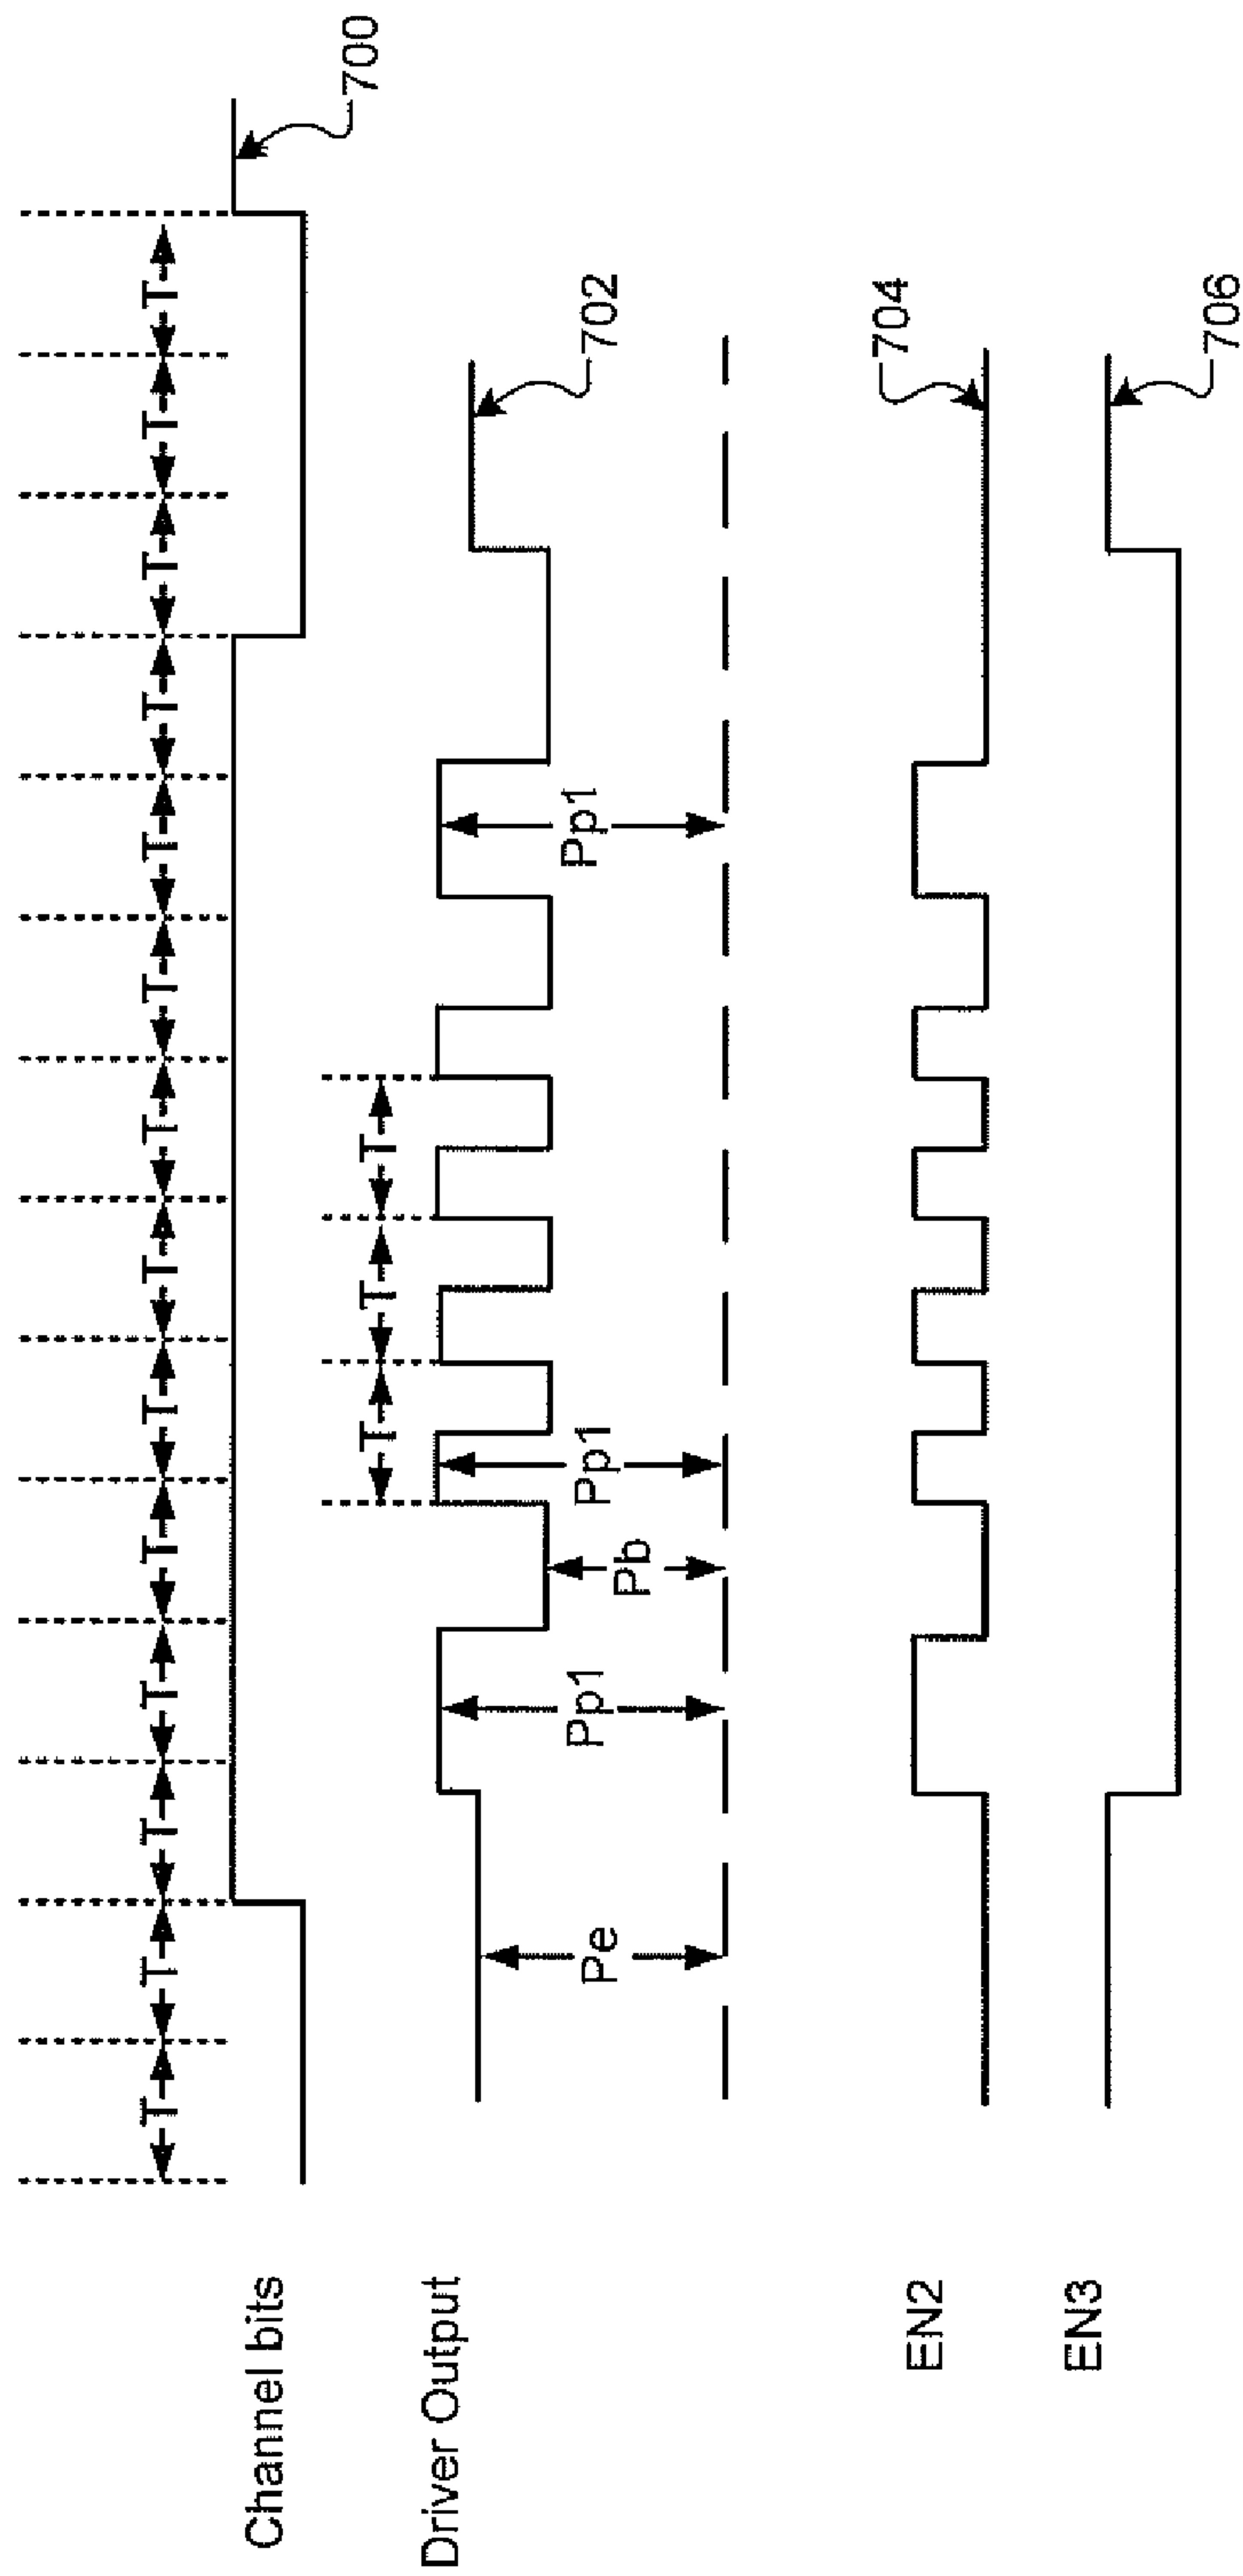 T T T T T T T T T T T T T T
Channel bits
700
T T T
Driver Output
702
Pe
Pp1
Pb
Pp1
Pp1
EN2
704
EN3
706